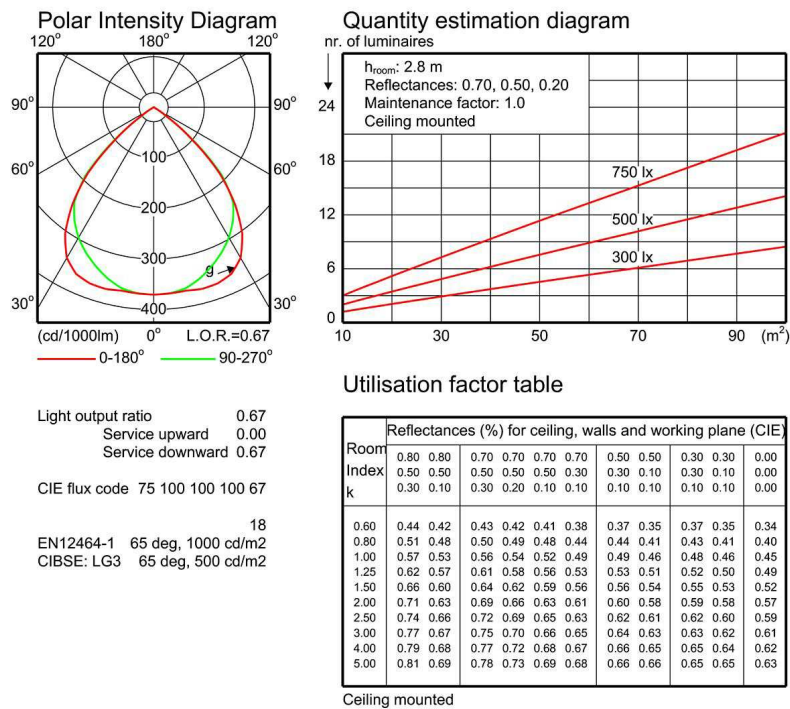 Polar Intensity Diagram
120° 180° 120°
90° 90°
60° 60°
30° 30°
100
200
300
400
g
(cd/1000lm) 0° L.O.R.=0.67
0-180° 90-270°
Light output ratio 0.67
Service upward 0.00
Service downward 0.67
CIE flux code 75 100 100 100 67
18
EN12464-1 65 deg, 1000 cd/m2
CIBSE: LG3 65 deg, 500 cd/m2
Quantity estimation diagram
nr. of luminaires
hroom: 2.8 m
Reflectances: 0.70, 0.50, 0.20
Maintenance factor: 1.0
Ceiling mounted
24
18
12
6
0
750 lx
500 lx
300 lx
10 30 50 70 90 (m²)
Utilisation factor table
Reflectances (%) for ceiling, walls and working plane (CIE)
Room
Index
k
0.80 0.80 0.70 0.70 0.70 0.70 0.50 0.50 0.30 0.30 0.00
0.50 0.50 0.50 0.50 0.50 0.30 0.30 0.10 0.30 0.10 0.00
0.30 0.10 0.30 0.20 0.10 0.10 0.10 0.10 0.10 0.10 0.00
0.60 0.44 0.42 0.43 0.42 0.41 0.38 0.37 0.35 0.37 0.35 0.34
0.80 0.51 0.48 0.50 0.49 0.48 0.44 0.44 0.41 0.43 0.41 0.40
1.00 0.57 0.53 0.56 0.54 0.52 0.49 0.49 0.46 0.48 0.46 0.45
1.25 0.62 0.57 0.61 0.58 0.56 0.53 0.53 0.51 0.52 0.50 0.49
1.50 0.66 0.60 0.64 0.62 0.59 0.56 0.56 0.54 0.55 0.53 0.52
2.00 0.71 0.63 0.69 0.66 0.63 0.61 0.60 0.58 0.59 0.58 0.57
2.50 0.74 0.66 0.72 0.69 0.65 0.63 0.62 0.61 0.62 0.60 0.59
3.00 0.77 0.67 0.75 0.70 0.66 0.65 0.64 0.63 0.63 0.62 0.61
4.00 0.79 0.68 0.77 0.72 0.68 0.67 0.66 0.65 0.65 0.64 0.62
5.00 0.81 0.69 0.78 0.73 0.69 0.68 0.66 0.66 0.65 0.65 0.63
Ceiling mounted